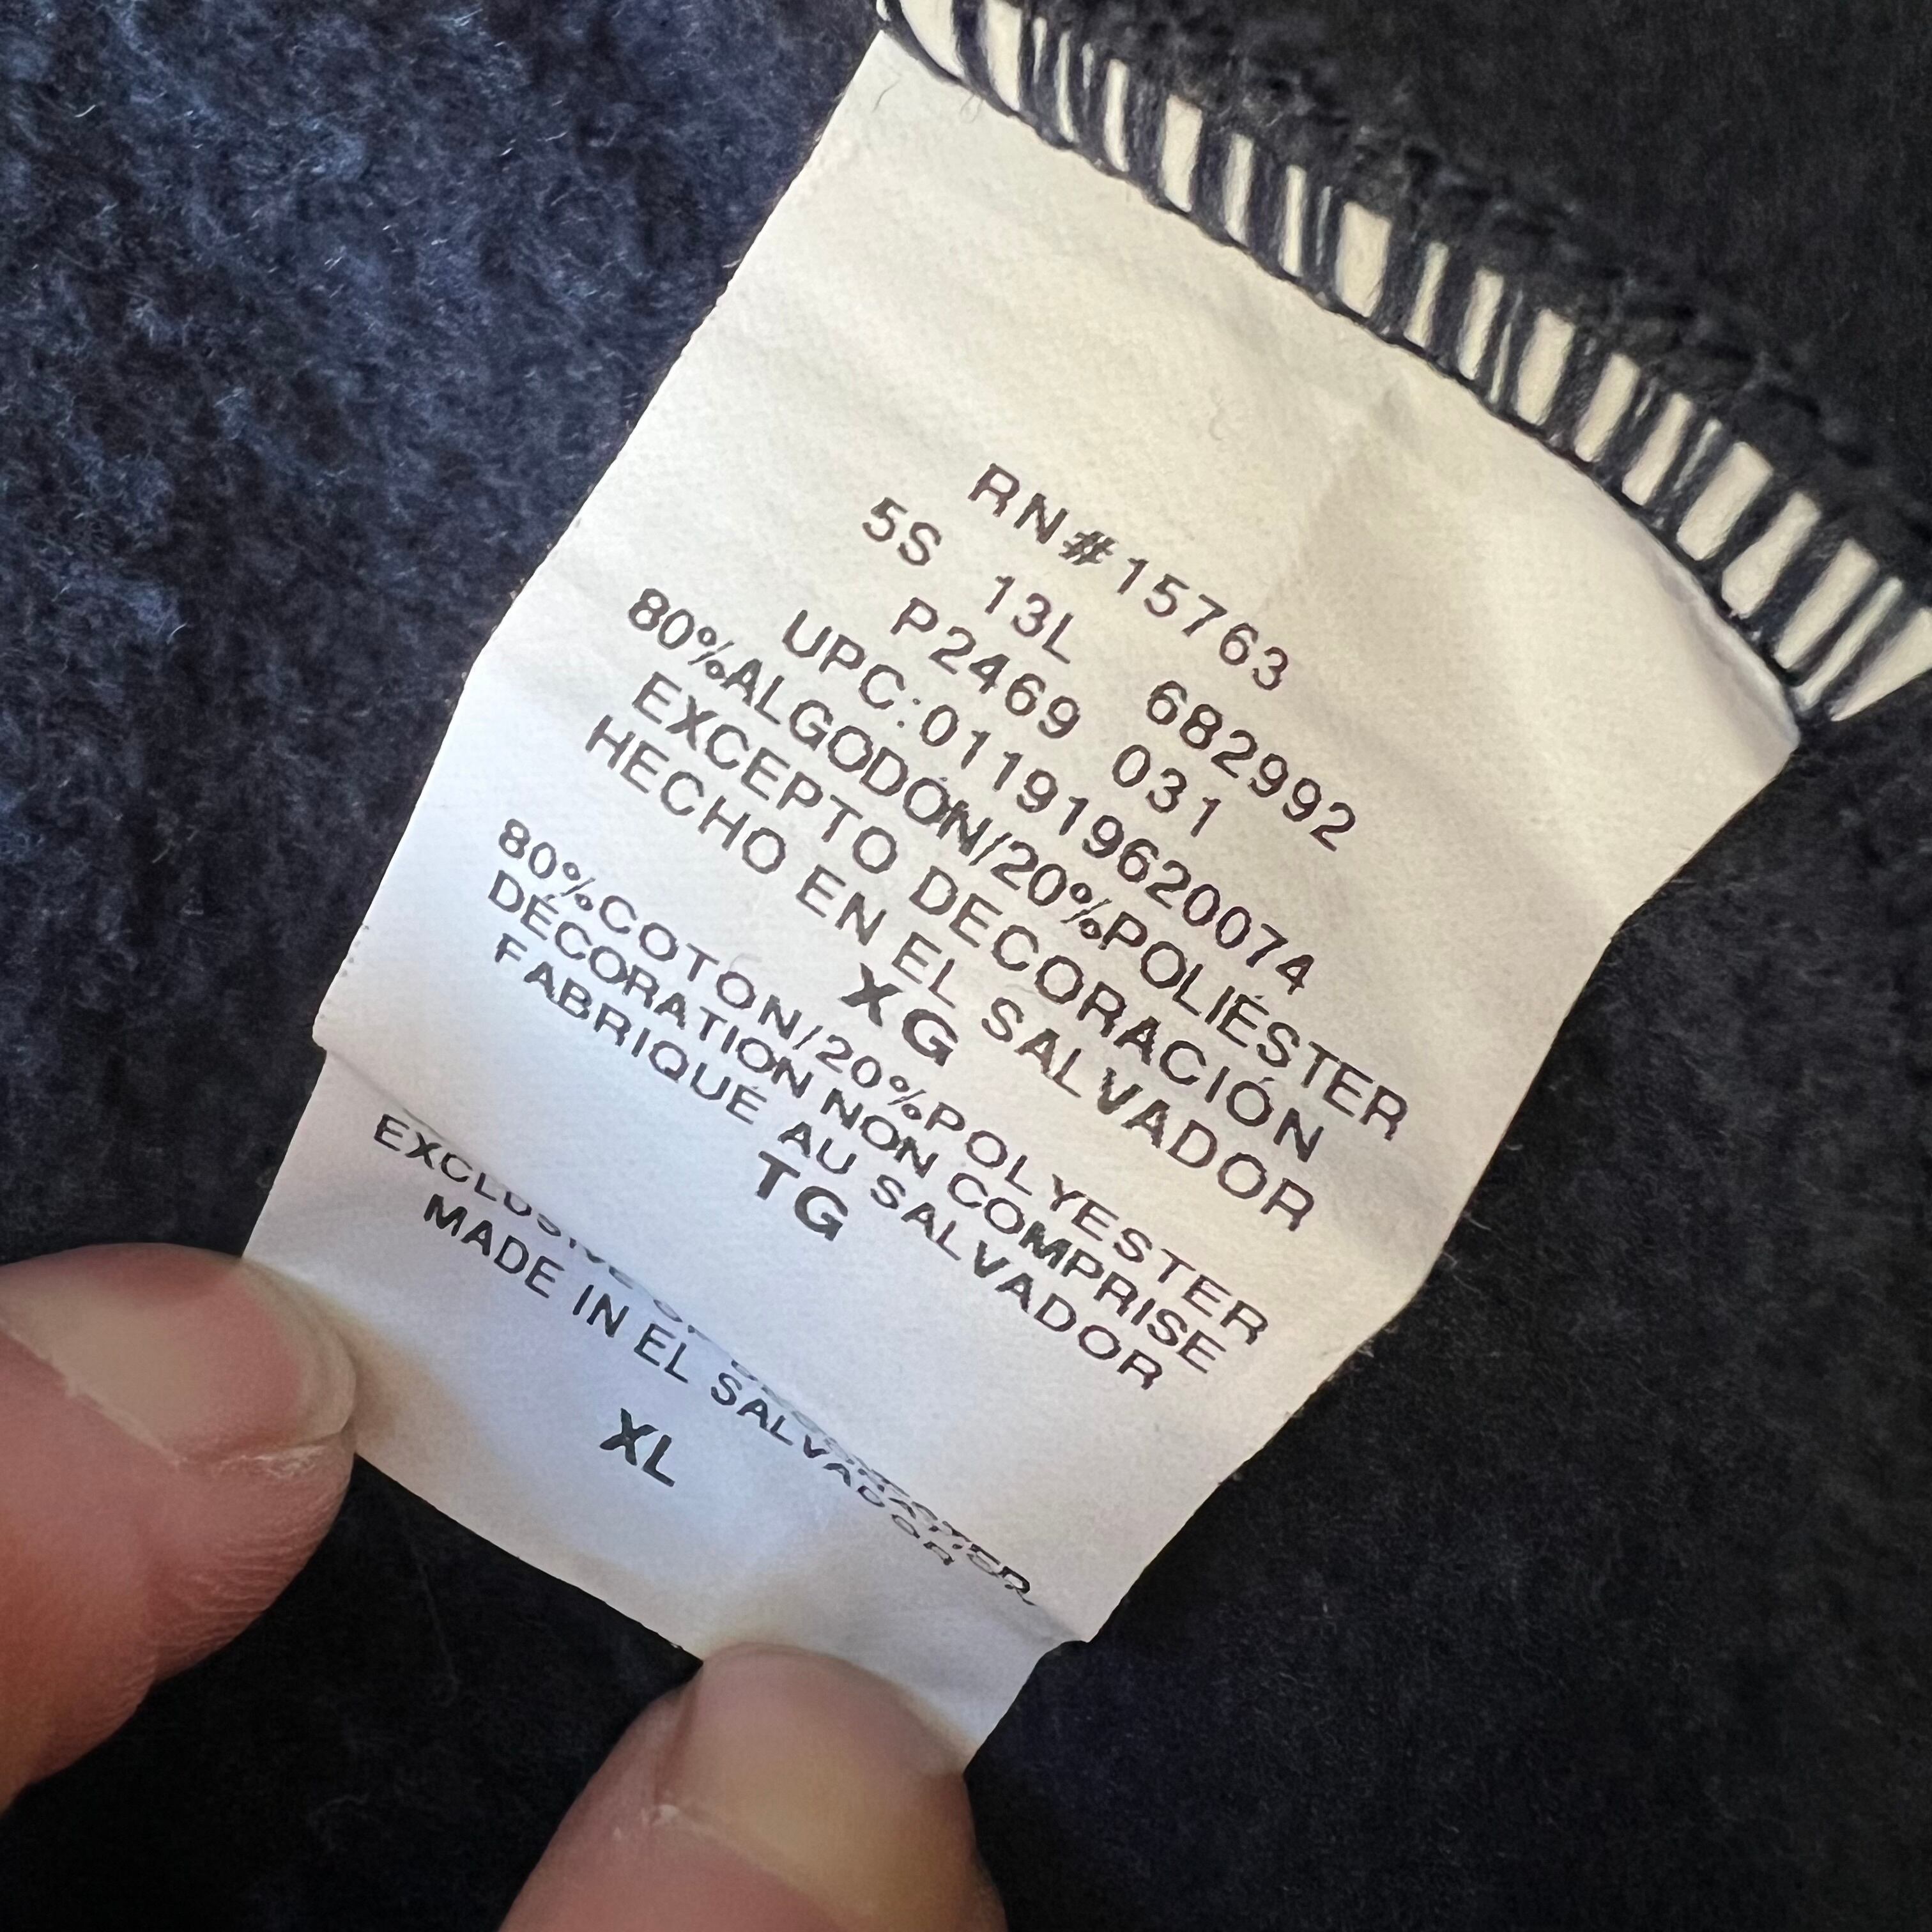 RN#15763
5S 13L 682992
P2469 031
UPC:011919620074
80%ALGODÓN/20%POLIÉSTER
EXCEPTO DECORACIÓN
HECHO EN EL SALVADOR
XG
80%COTON/20%POLYESTER
DÉCORATION NON COMPRISE
FABRIQUÉ AU SALVADOR
TG
EXCLUSIVE
MADE IN EL SALVADOR
XL